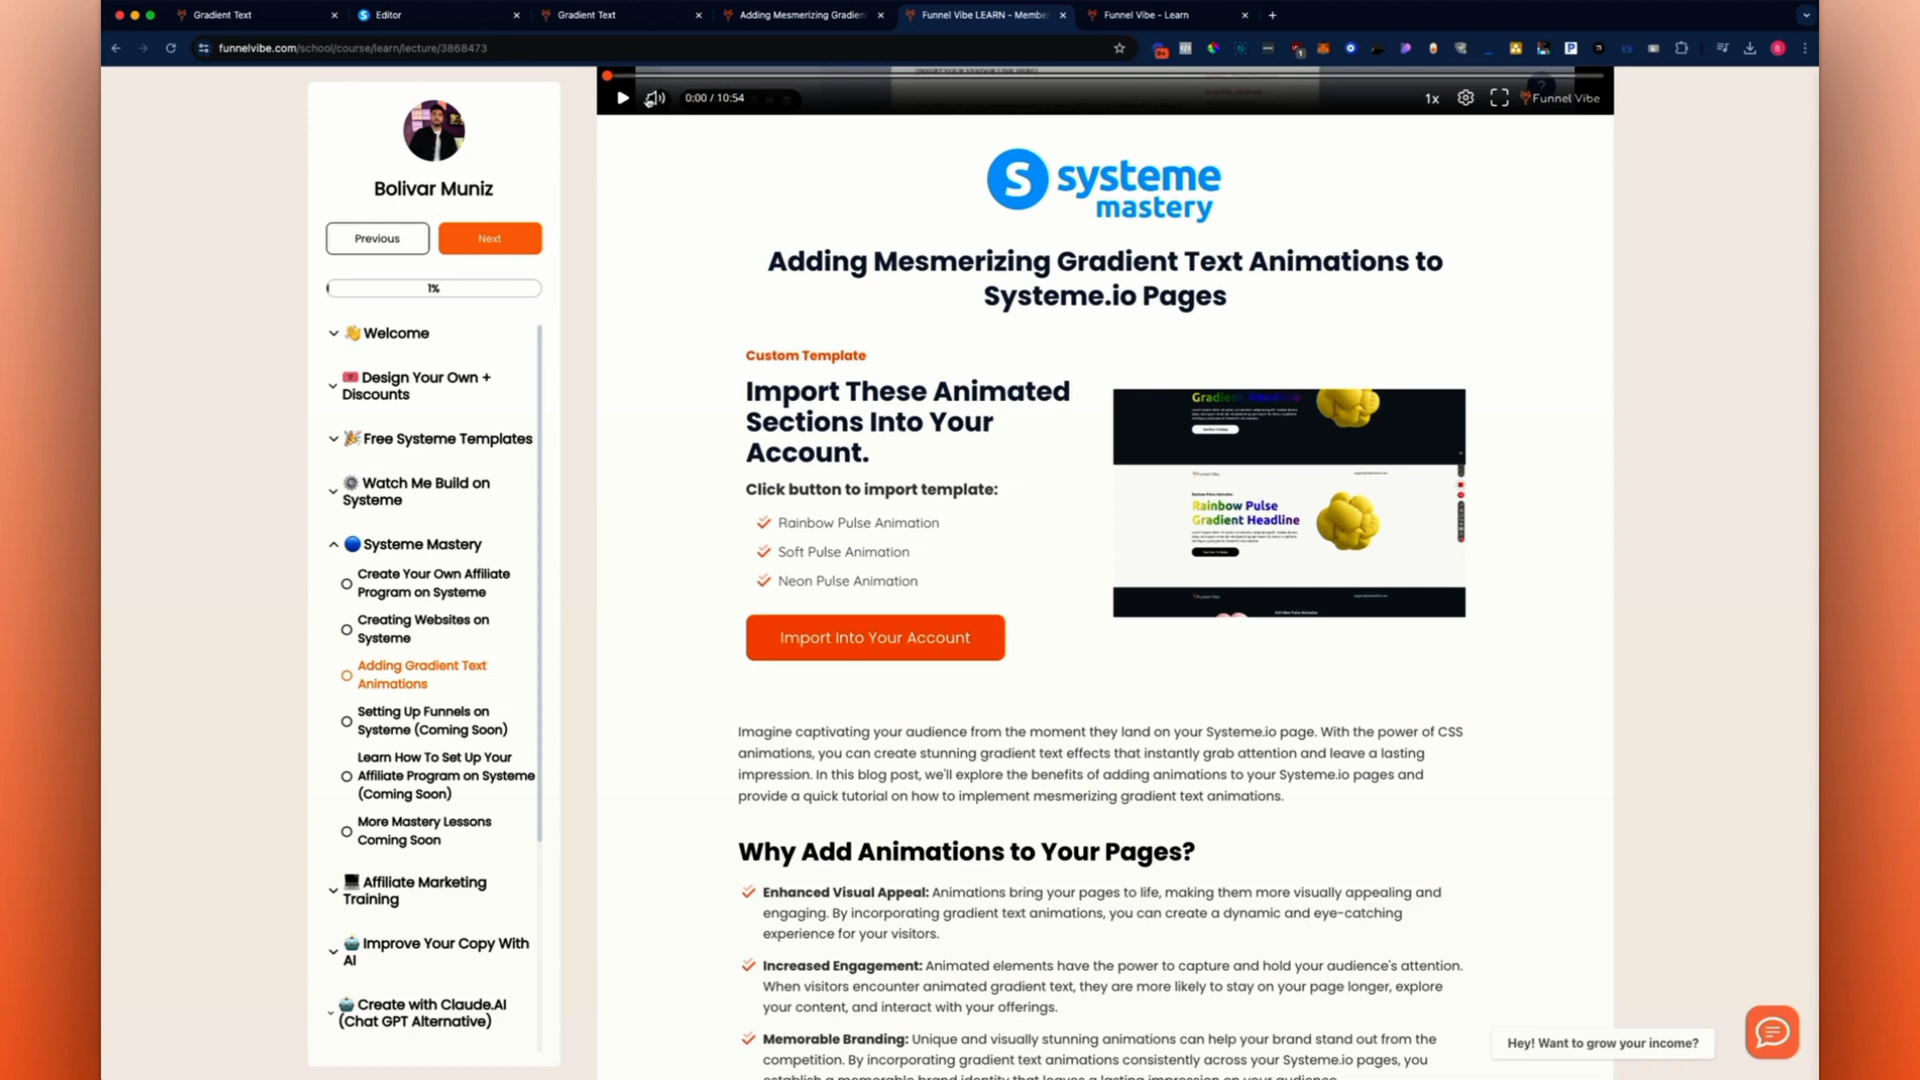 Gradient Text
Editor
Gradient Text
Adding Mesmerizing Gradien
Funnel Vibe LEARN - Membe
Funnel Vibe - Learn
funnelvibe.com/school/course/learn/lecture/3868473
0:00 / 10:54
1x
Funnel Vibe
Bolivar Muniz
Previous
Next
1%
👋 Welcome
🎟️ Design Your Own +
Discounts
🎉 Free Systeme Templates
⚙️ Watch Me Build on
Systeme
🔵 Systeme Mastery
Create Your Own Affiliate
Program on Systeme
Creating Websites on
Systeme
Adding Gradient Text
Animations
Setting Up Funnels on
Systeme (Coming Soon)
Learn How To Set Up Your
Affiliate Program on Systeme
(Coming Soon)
More Mastery Lessons
Coming Soon
💻 Affiliate Marketing
Training
🤖 Improve Your Copy With
AI
🤖 Create with Claude.AI
(Chat GPT Alternative)
S systeme
mastery
Adding Mesmerizing Gradient Text Animations to
Systeme.io Pages
Custom Template
Import These Animated
Sections Into Your
Account.
Click button to import template:
Rainbow Pulse Animation
Soft Pulse Animation
Neon Pulse Animation
Import Into Your Account
Gradient Headline
Rainbow Pulse
Gradient Headline
Imagine captivating your audience from the moment they land on your Systeme.io page. With the power of CSS
animations, you can create stunning gradient text effects that instantly grab attention and leave a lasting
impression. In this blog post, we'll explore the benefits of adding animations to your Systeme.io pages and
provide a quick tutorial on how to implement mesmerizing gradient text animations.
Why Add Animations to Your Pages?
Enhanced Visual Appeal: Animations bring your pages to life, making them more visually appealing and
engaging. By incorporating gradient text animations, you can create a dynamic and eye-catching
experience for your visitors.
Increased Engagement: Animated elements have the power to capture and hold your audience's attention.
When visitors encounter animated gradient text, they are more likely to stay on your page longer, explore
your content, and interact with your offerings.
Memorable Branding: Unique and visually stunning animations can help your brand stand out from the
competition. By incorporating gradient text animations consistently across your Systeme.io pages, you
establish a memorable brand identity that leaves a lasting impression on your audience.
Hey! Want to grow your income?